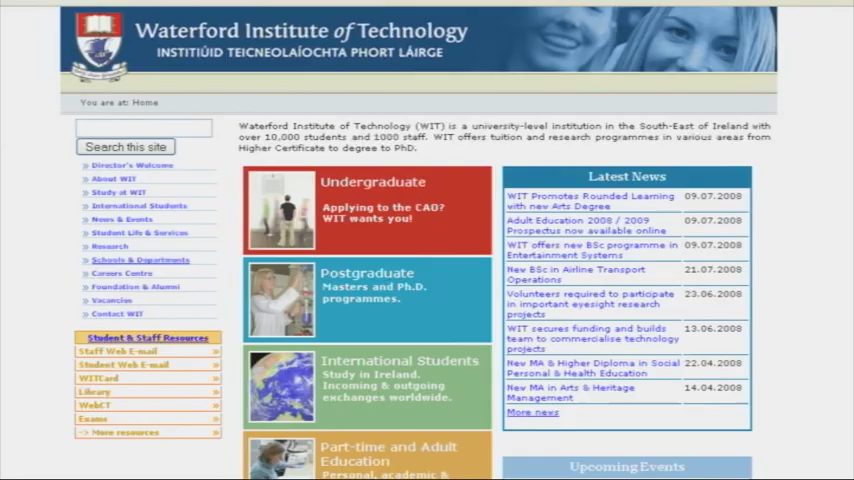 Waterford Institute of Technology
INSTITIÚID TEICNEOLAÍOCHTA PHORT LÁIRGE
You are at: Home
Search this site
Director's Welcome
About WIT
Study at WIT
International Students
News & Events
Student Life & Services
Research
Schools & Departments
Careers Centre
Foundation & Alumni
Vacancies
Contact WIT
Student & Staff Resources
Staff Web E-mail
Student Web E-mail
WITCard
Library
WebCT
Exams
-> More resources
Waterford Institute of Technology (WIT) is a university-level institution in the South-East of Ireland with
over 10,000 students and 1000 staff. WIT offers tuition and research programmes in various areas from
Higher Certificate to degree to PhD.
Undergraduate
Applying to the CAO?
WIT wants you!
Postgraduate
Masters and Ph.D.
programmes.
International Students
Study in Ireland.
Incoming & outgoing
exchanges worldwide.
Part-time and Adult
Education
Personal, academic &
Latest News
WIT Promotes Rounded Learning 09.07.2008
with new Arts Degree
Adult Education 2008 / 2009 09.07.2008
Prospectus now available online
WIT offers new BSc programme in 09.07.2008
Entertainment Systems
New BSc in Airline Transport 21.07.2008
Operations
Volunteers required to participate 23.06.2008
in important eyesight research
projects
WIT secures funding and builds 13.06.2008
team to commercialise technology
projects
New MA & Higher Diploma in Social 22.04.2008
Personal & Health Education
New MA in Arts & Heritage 14.04.2008
Management
More news
Upcoming Events